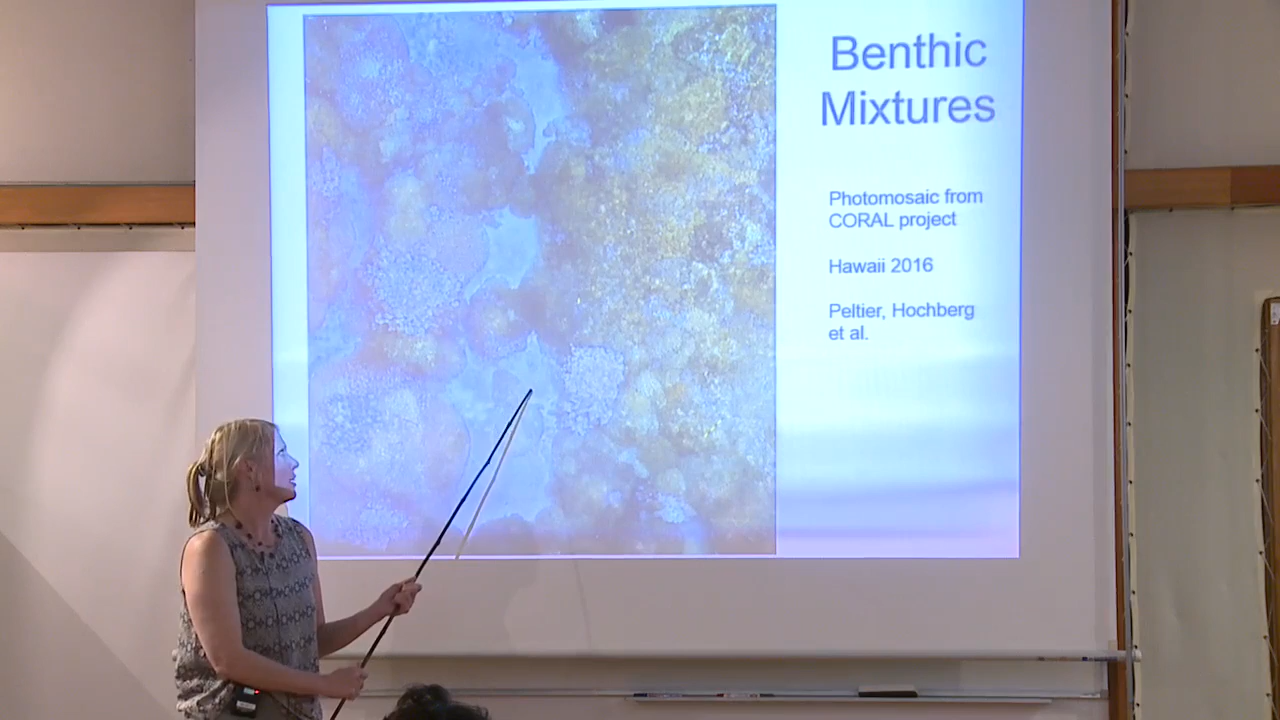 Benthic
Mixtures
Photomosaic from
CORAL project
Hawaii 2016
Peltier, Hochberg
et al.